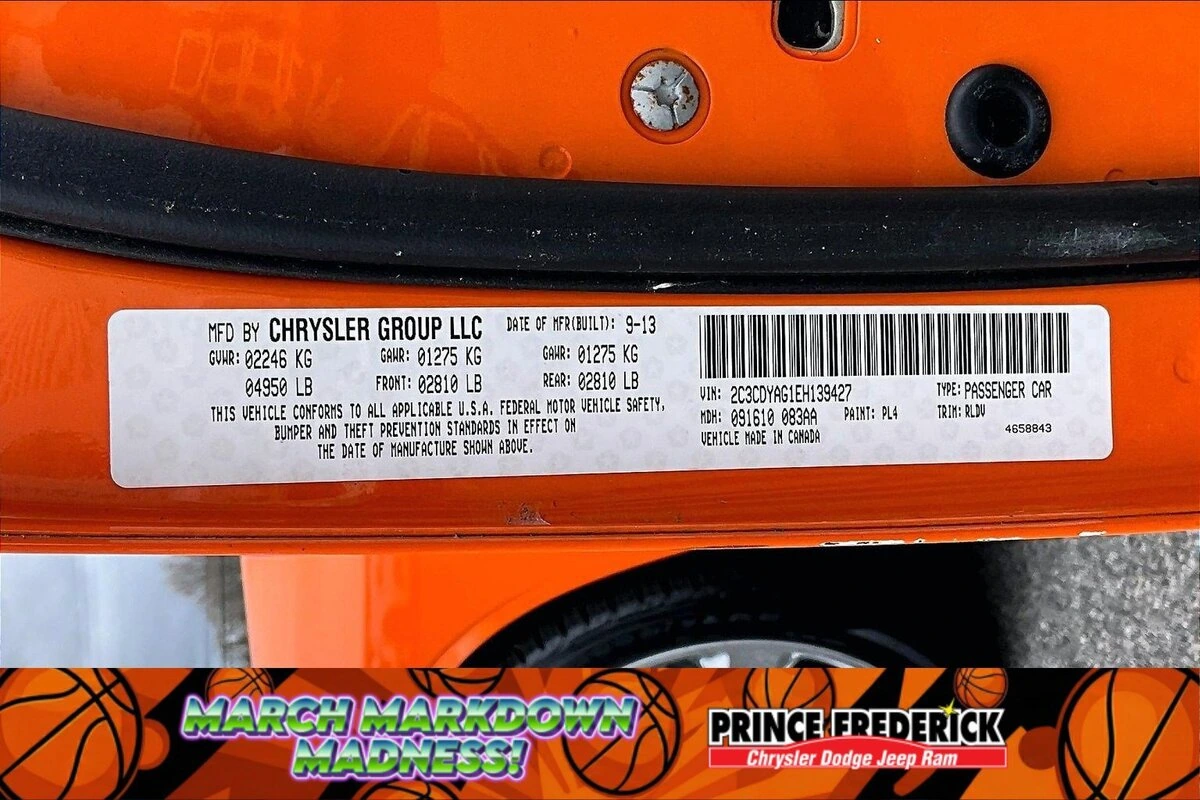 MFD BY CHRYSLER GROUP LLC DATE OF MFR(BUILT): 9-13
GVWR: 02246 KG GAWR: 01275 KG GAWR: 01275 KG
04950 LB FRONT: 02810 LB REAR: 02810 LB
THIS VEHICLE CONFORMS TO ALL APPLICABLE U.S.A. FEDERAL MOTOR VEHICLE SAFETY,
BUMPER AND THEFT PREVENTION STANDARDS IN EFFECT ON
THE DATE OF MANUFACTURE SHOWN ABOVE.
VIN: 2C3CDYAG1EH139427 TYPE: PASSENGER CAR
MDH: 091610 083AA PAINT: PL4 TRIM: RLDV
VEHICLE MADE IN CANADA 4658843
MARCH MARKDOWN
MADNESS!
PRINCE FREDERICK
Chrysler Dodge Jeep Ram